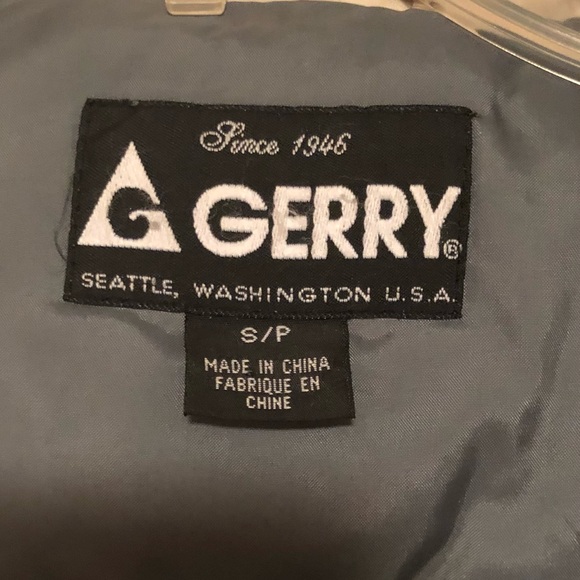 Since 1946
G GERRY®
SEATTLE, WASHINGTON U.S.A.
S/P
MADE IN CHINA
FABRIQUE EN
CHINE